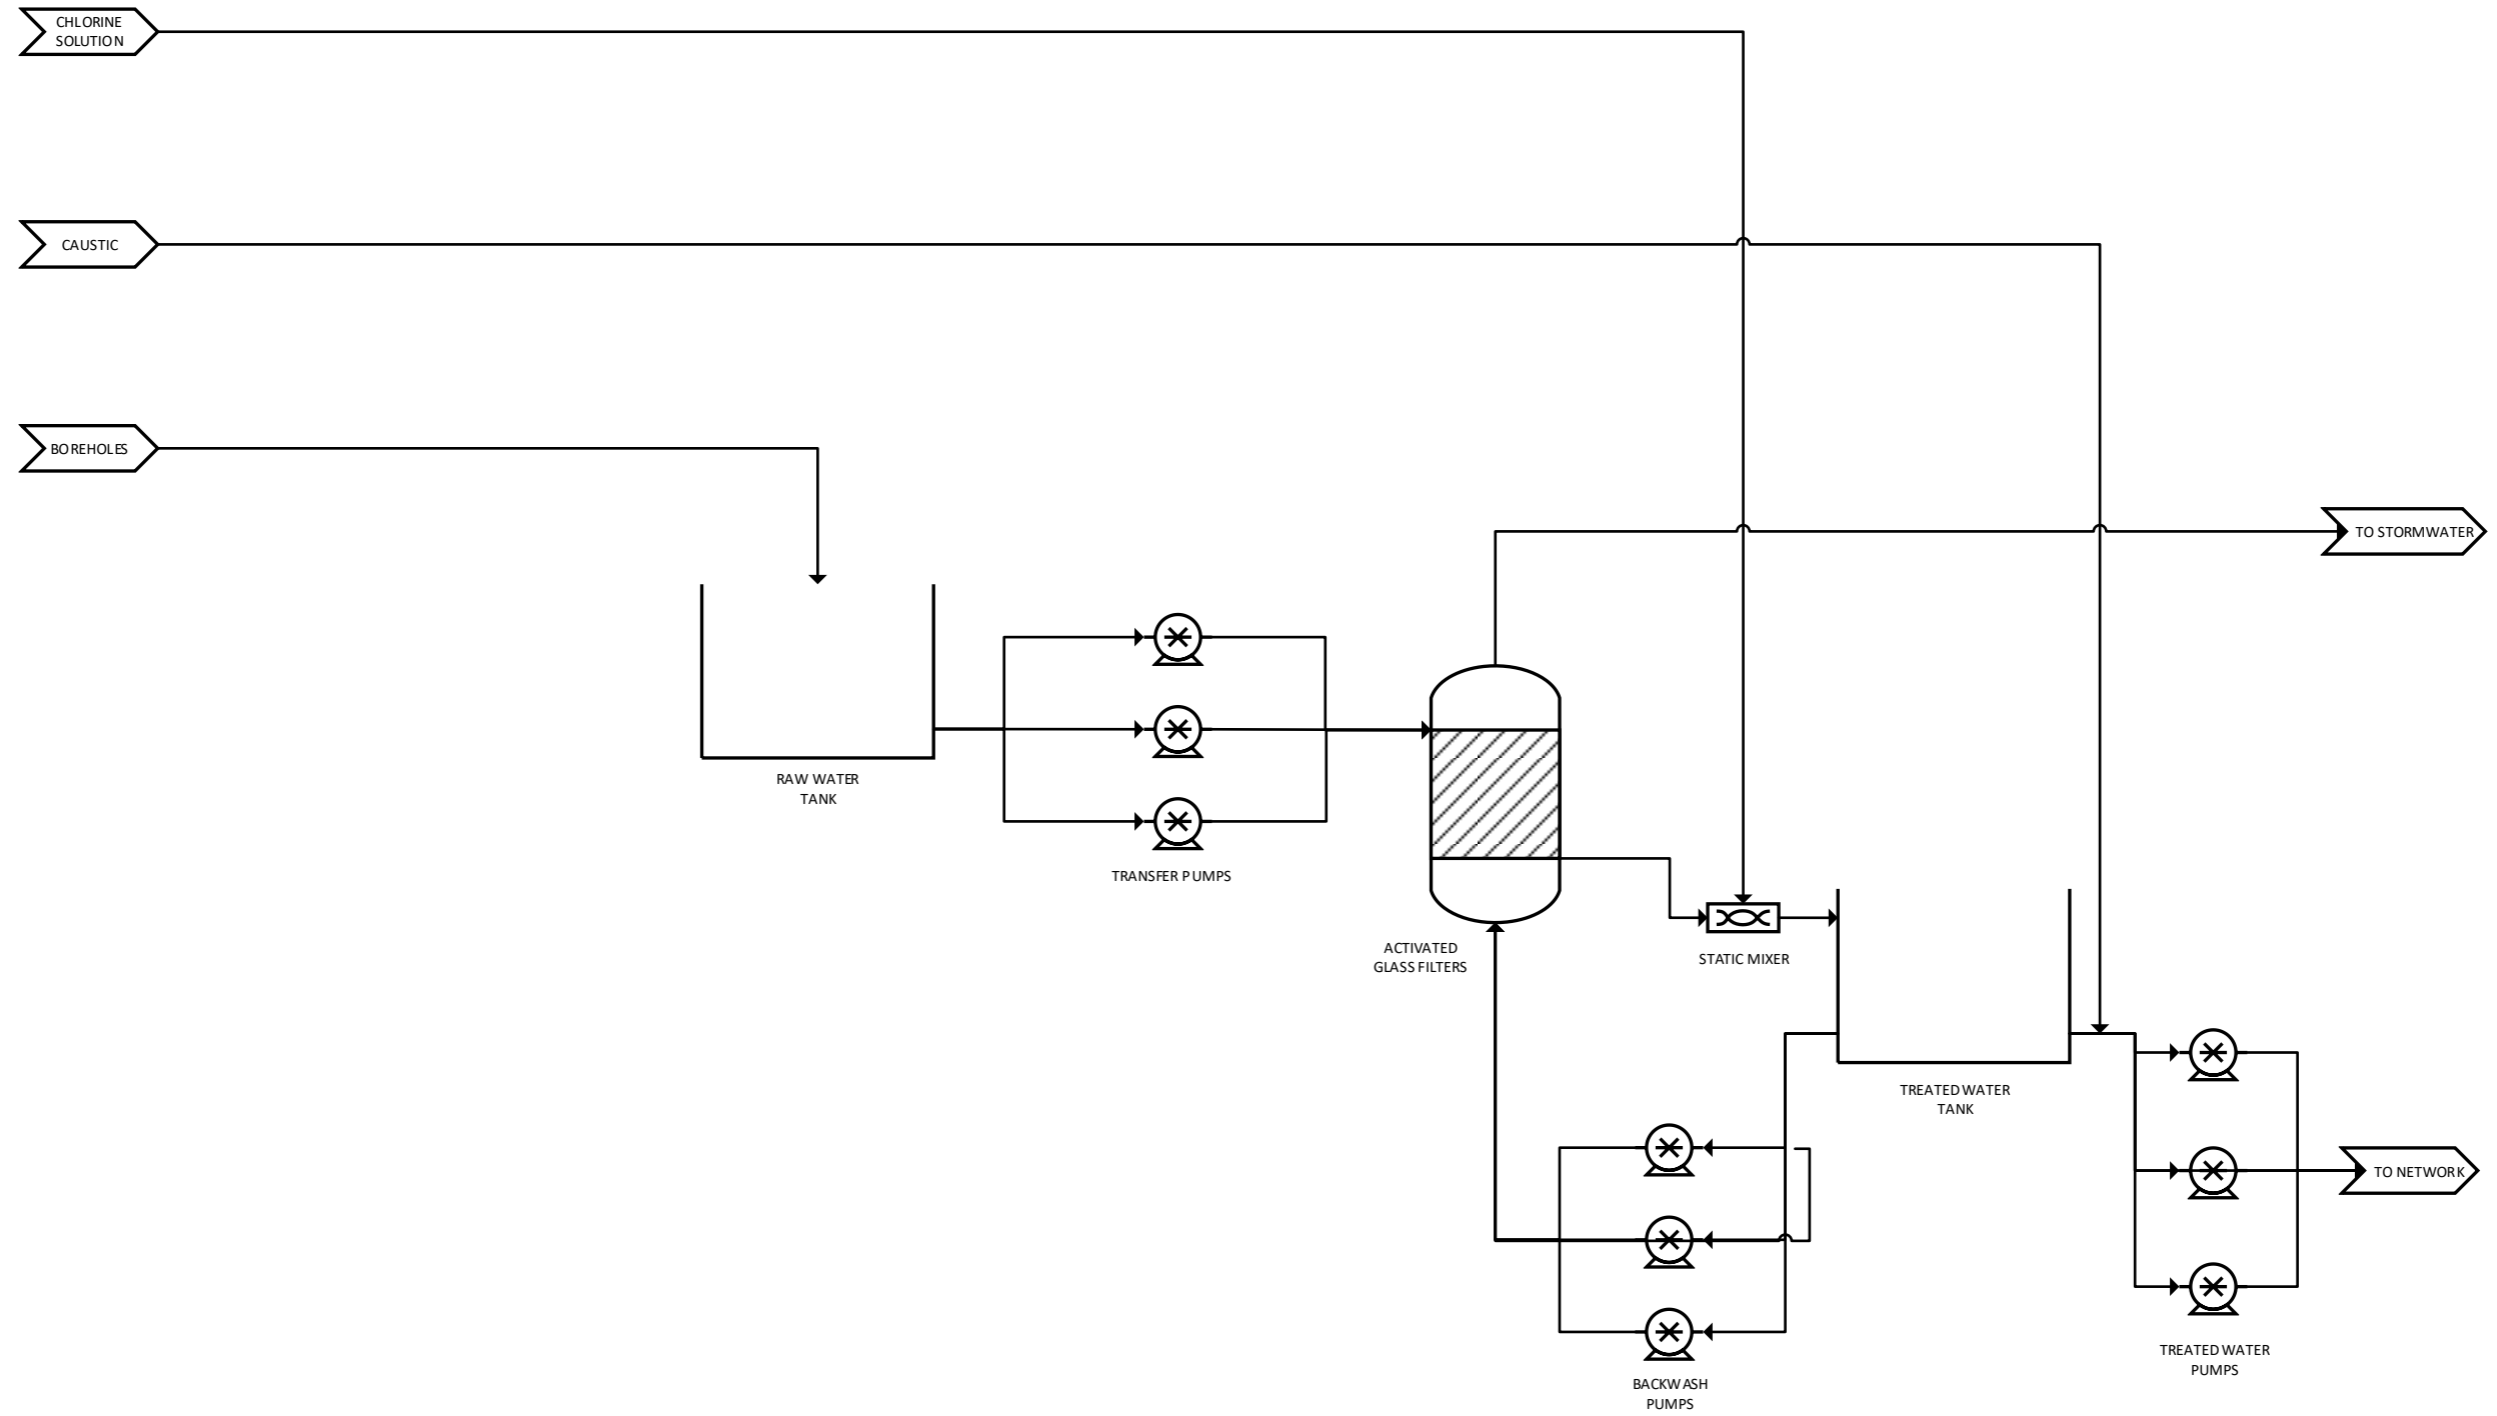 CHLORINE
SOLUTION
CAUSTIC
BOREHOLES
TO STORMWATER
RAW WATER
TANK
TRANSFER PUMPS
ACTIVATED
GLASS FILTERS
STATIC MIXER
TREATED WATER
TANK
TO NETWORK
TREATED WATER
PUMPS
BACKWASH
PUMPS